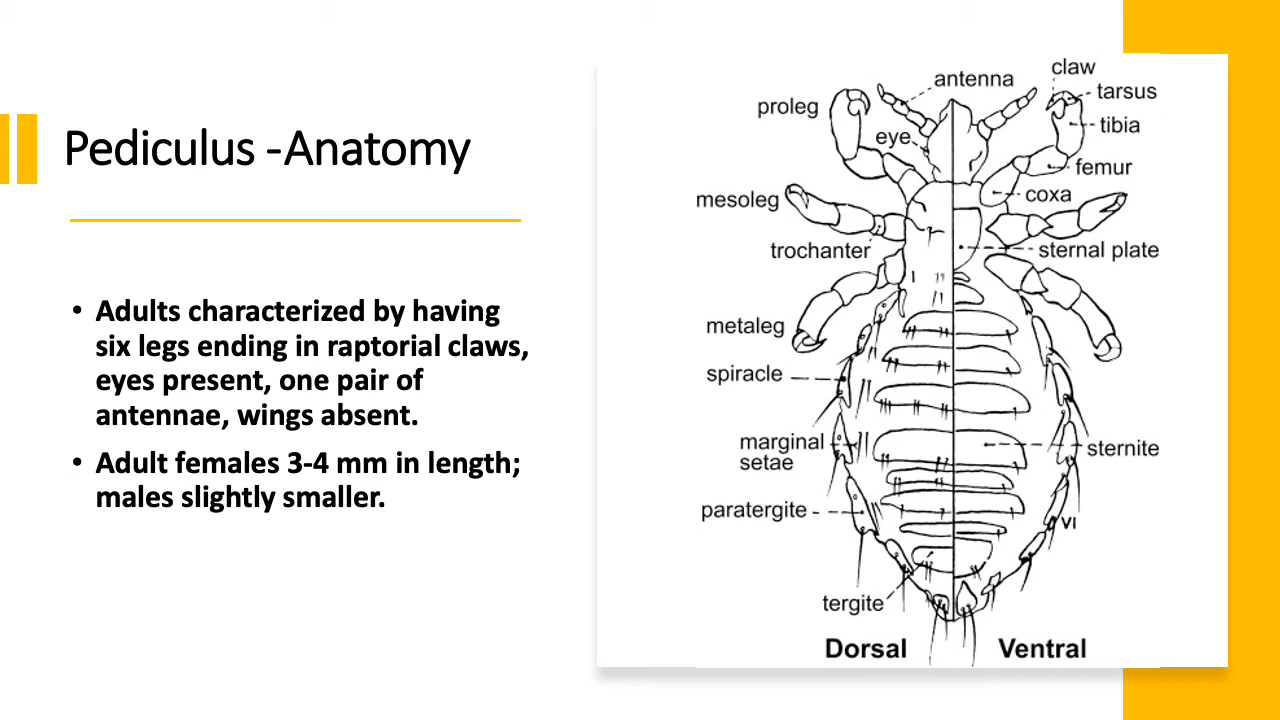 Pediculus -Anatomy
• Adults characterized by having
six legs ending in raptorial claws,
eyes present, one pair of
antennae, wings absent.
• Adult females 3-4 mm in length;
males slightly smaller.
claw
antenna
tarsus
proleg
tibia
eye
femur
mesoleg
coxa
trochanter
sternal plate
metaleg
spiracle
marginal
setae
sternite
paratergite
VI
tergite
Dorsal
Ventral